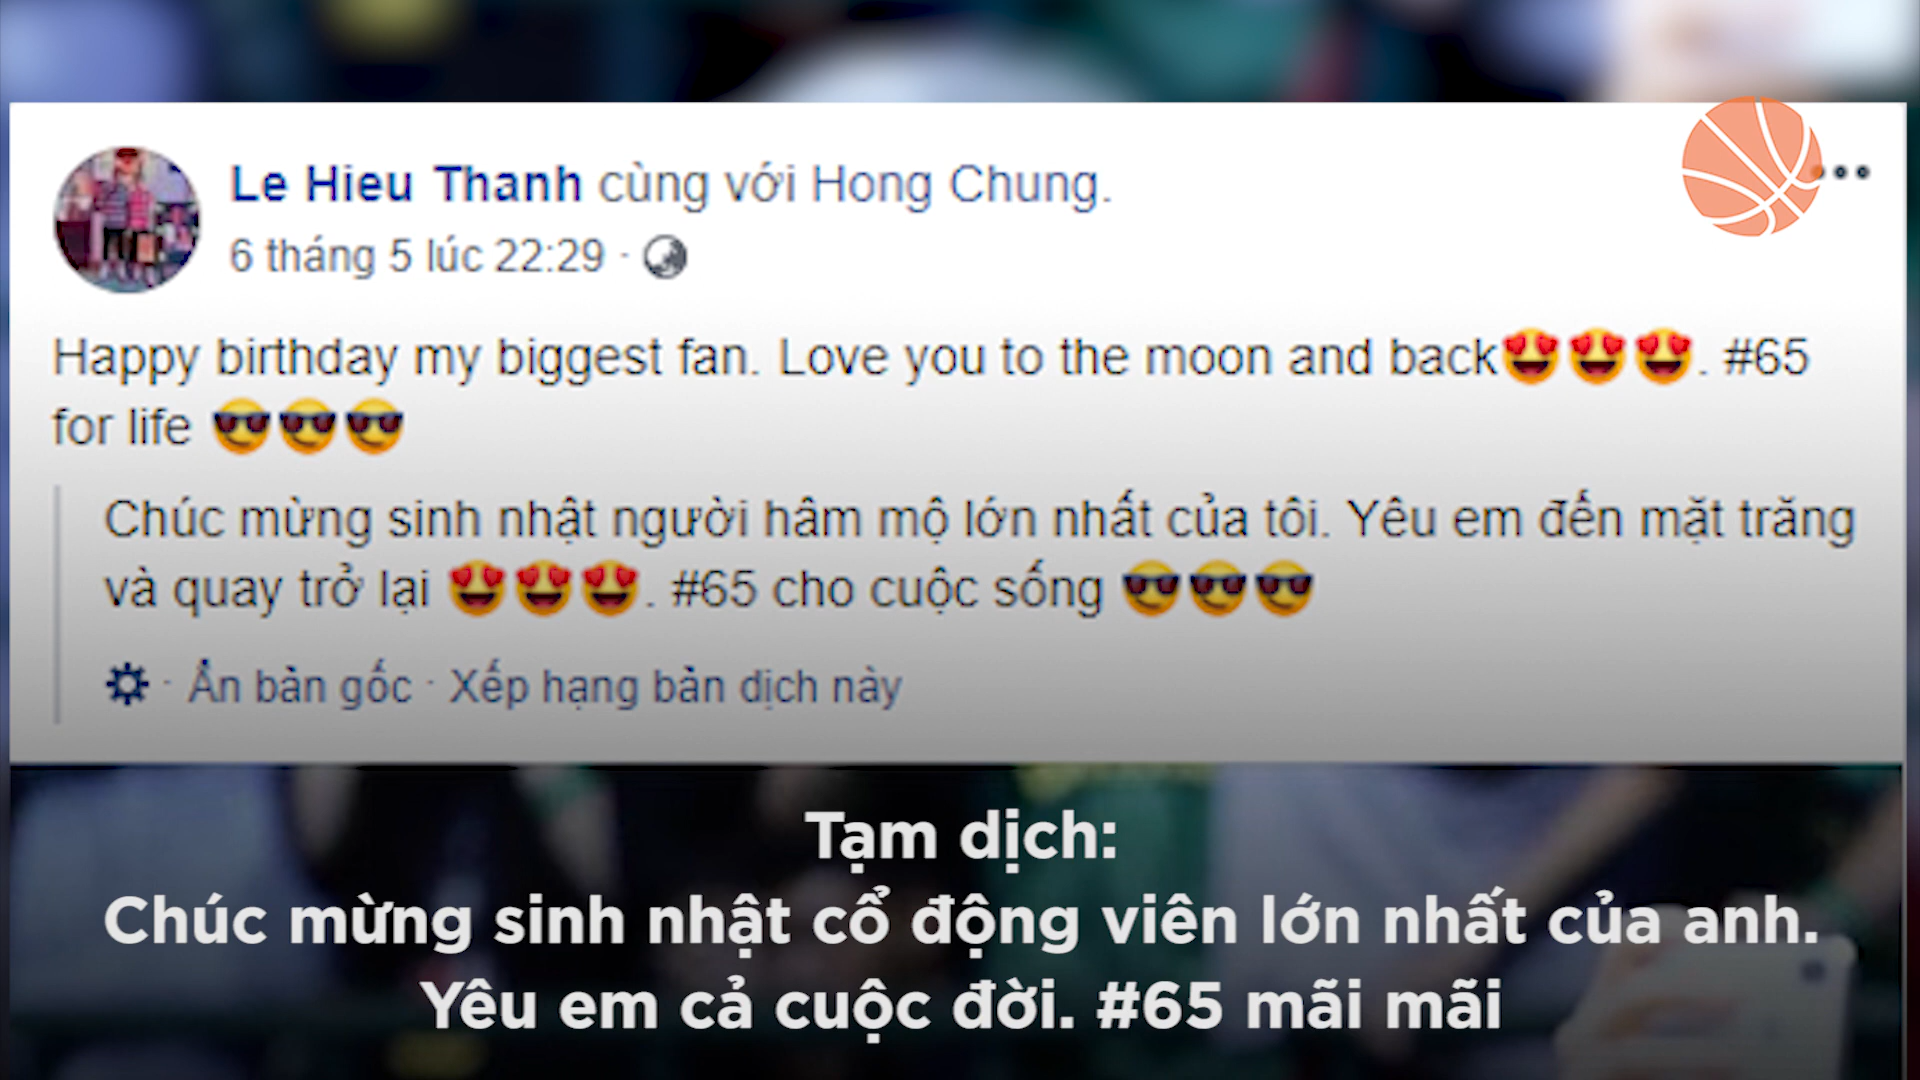 Le Hieu Thanh cùng với Hong Chung.
6 tháng 5 lúc 22:29 ·
Happy birthday my biggest fan. Love you to the moon and back😍😍😍. #65
for life 😎😎😎
Chúc mừng sinh nhật người hâm mộ lớn nhất của tôi. Yêu em đến mặt trăng
và quay trở lại 😍😍😍. #65 cho cuộc sống 😎😎😎
· Ẩn bản gốc · Xếp hạng bản dịch này
Tạm dịch:
Chúc mừng sinh nhật cổ động viên lớn nhất của anh.
Yêu em cả cuộc đời. #65 mãi mãi